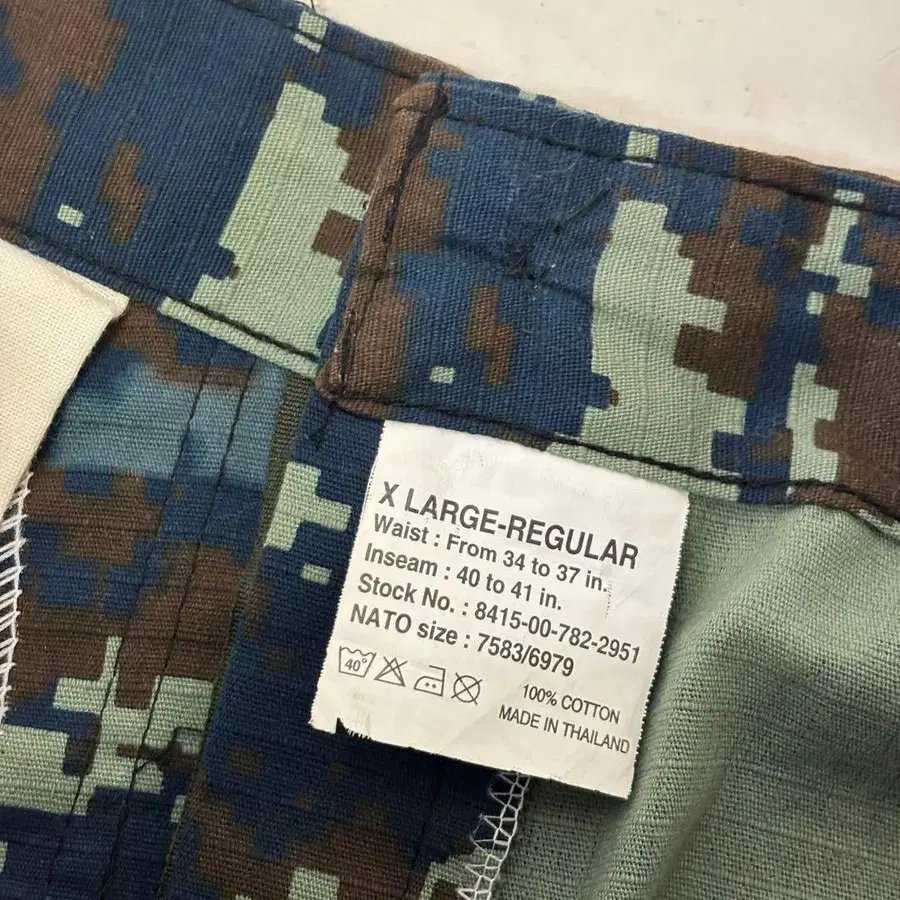 X LARGE-REGULAR
Waist : From 34 to 37 in.
Inseam : 40 to 41 in.
Stock No. : 8415-00-782-2951
NATO size : 7583/6979
40°
100% COTTON
MADE IN THAILAND